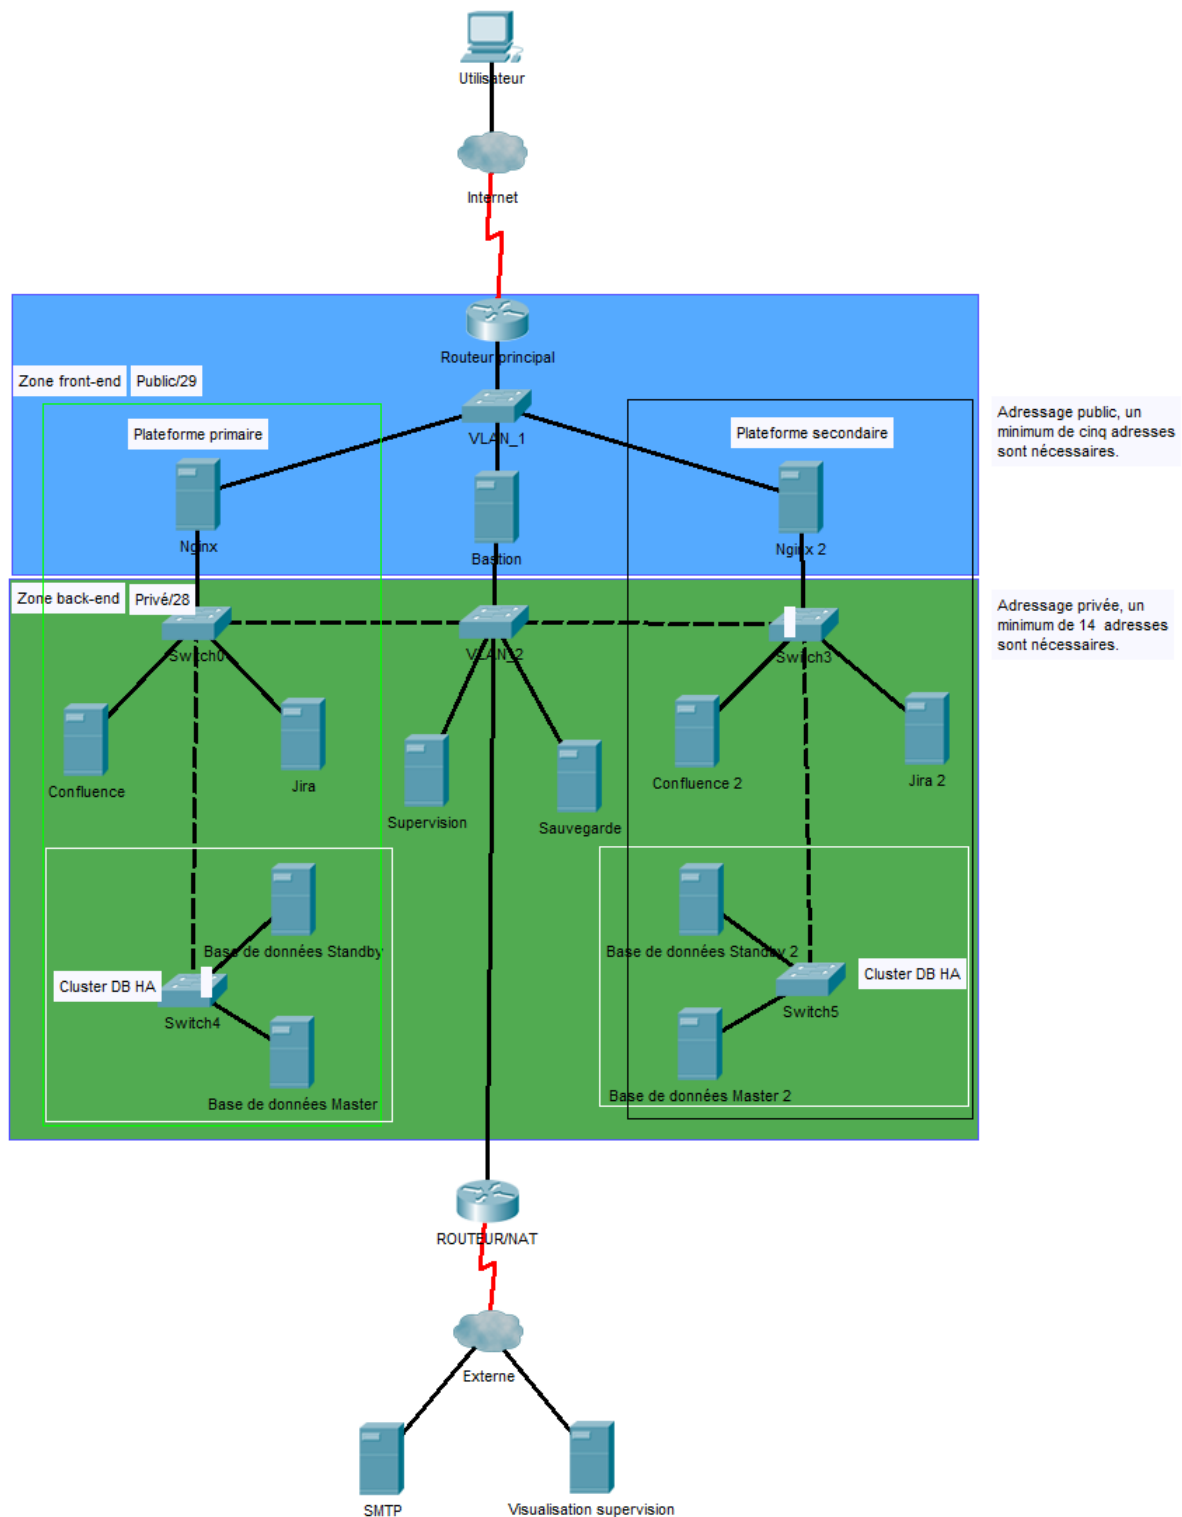 Utilisateur
Internet
Routeur principal
Zone front-end
Public/29
VLAN_1
Plateforme primaire
Plateforme secondaire
Adressage public, un
minimum de cinq adresses
sont nécessaires.
Nginx
Bastion
Nginx 2
Zone back-end
Privé/28
Adressage privée, un
minimum de 14 adresses
sont nécessaires.
Switch0
VLAN_2
Switch3
Confluence
Jira
Supervision
Sauvegarde
Confluence 2
Jira 2
Base de données Standby
Base de données Standby 2
Cluster DB HA
Cluster DB HA
Switch4
Switch5
Base de données Master
Base de données Master 2
ROUTEUR/NAT
Externe
SMTP
Visualisation supervision